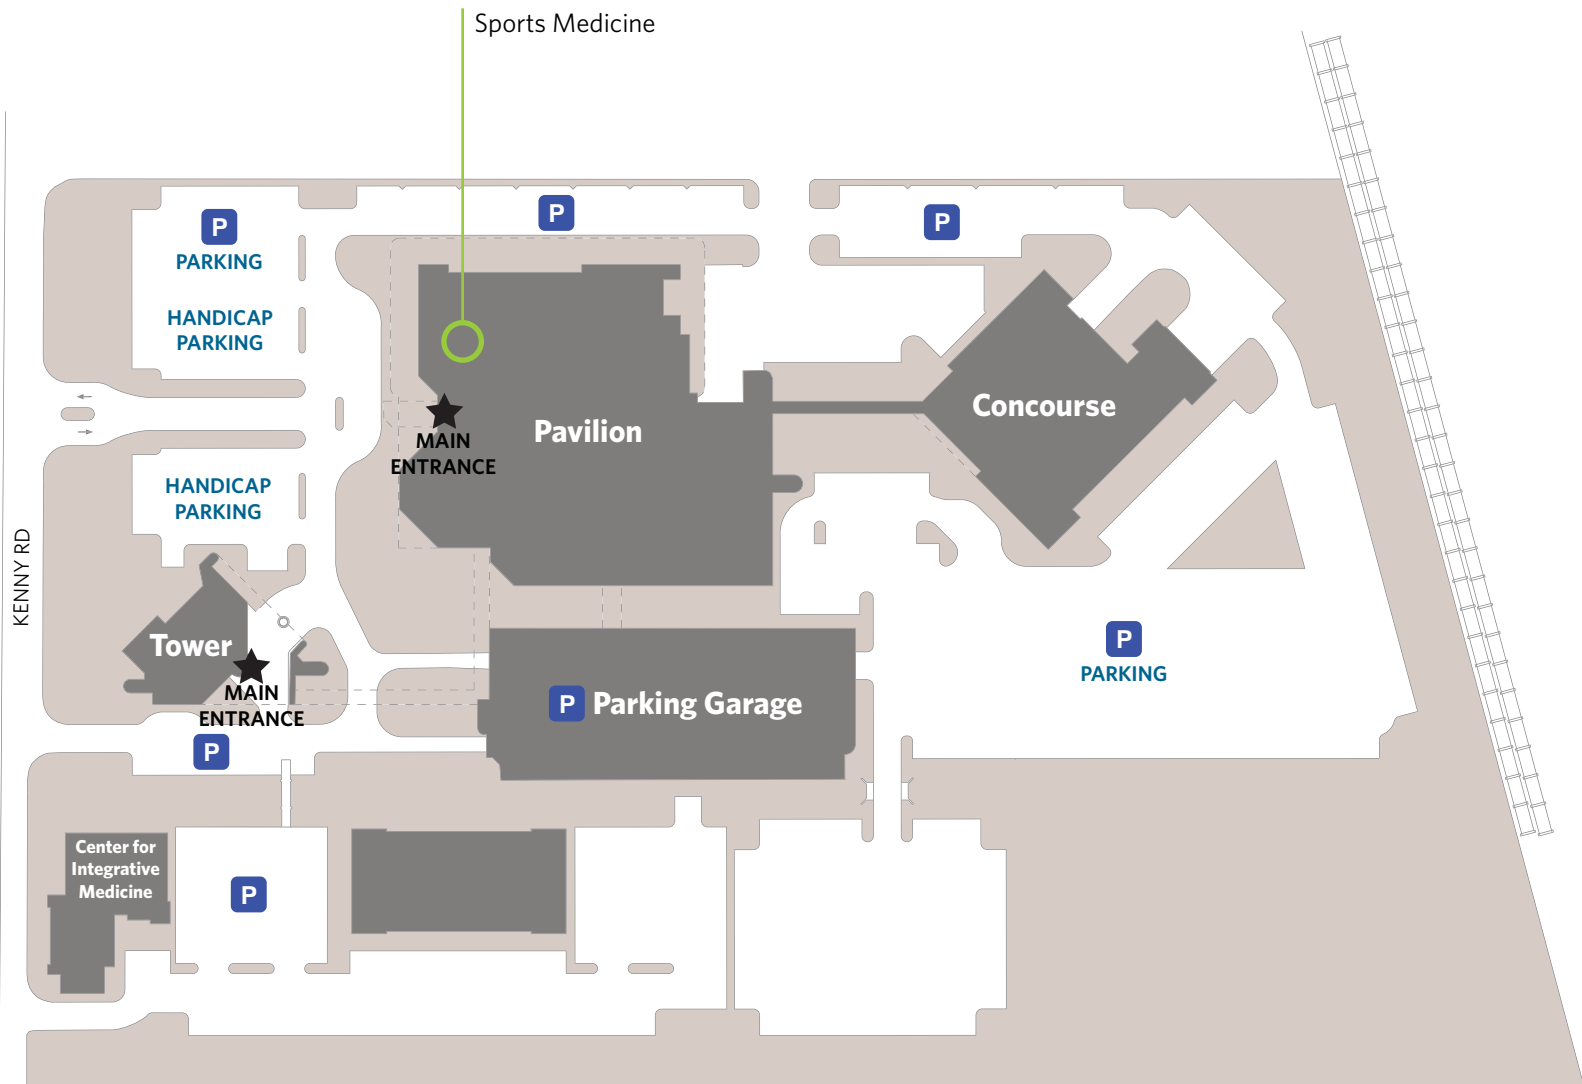 Sports Medicine
P
P
P
PARKING
HANDICAP
PARKING
Concourse
Pavilion
MAIN
ENTRANCE
HANDICAP
PARKING
KENNY RD
Tower
MAIN
ENTRANCE
P
PARKING
P Parking Garage
P
Center for
Integrative
Medicine
P